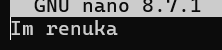 GNU nano 8.7.1
Im renuka